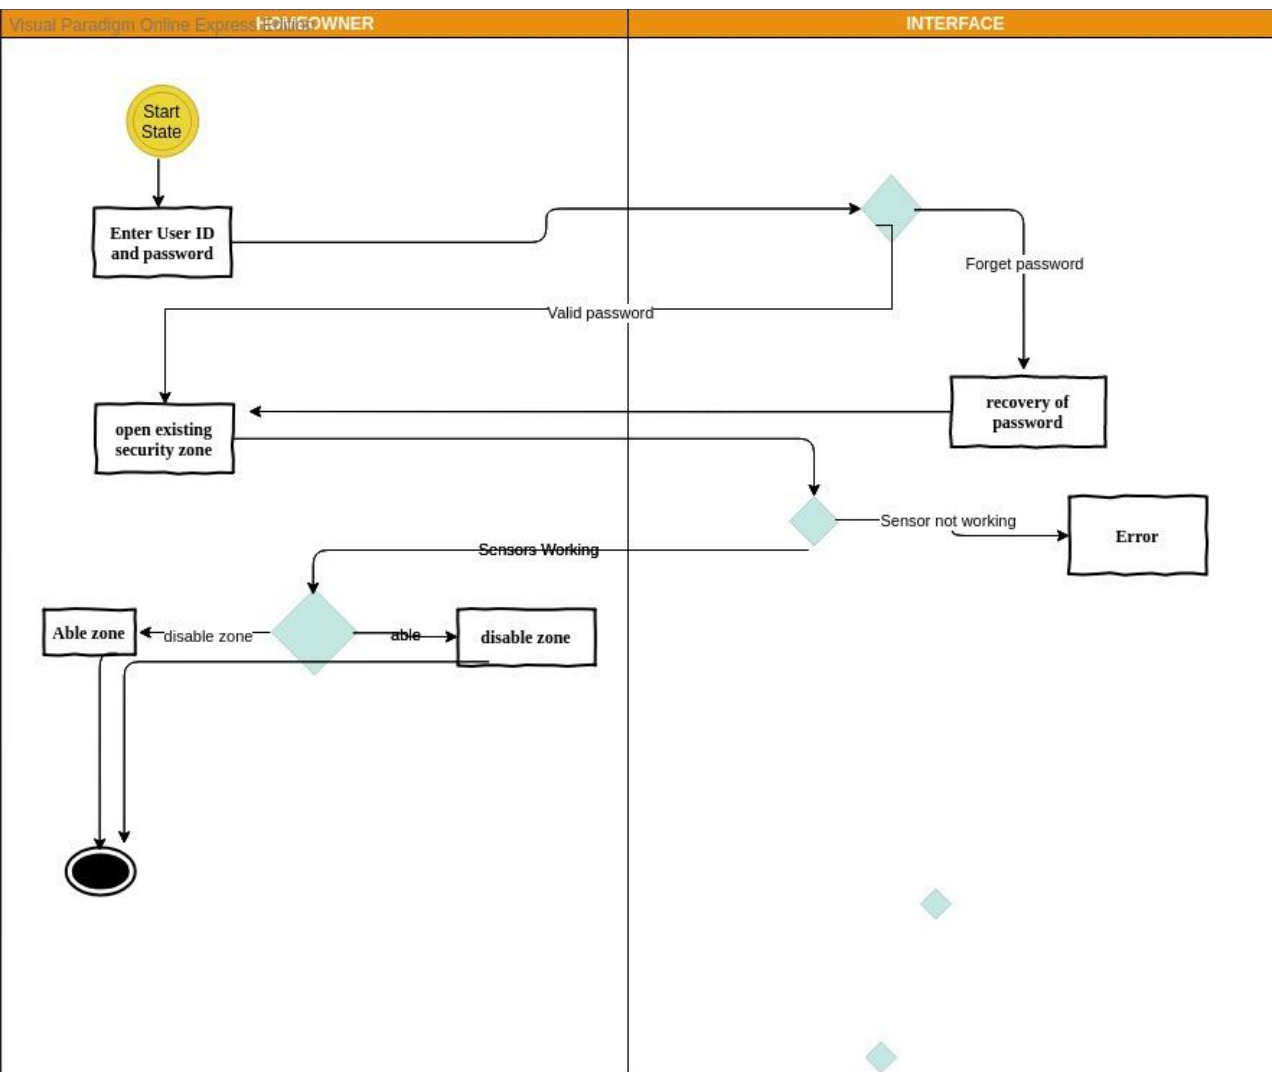 Visual Paradigm Online Express Edition
HOMEOWNER
INTERFACE
Start
State
Enter User ID
and password
Forget password
Valid password
recovery of
password
open existing
security zone
Sensor not working
Error
Sensors Working
Able zone
disable zone
able
disable zone